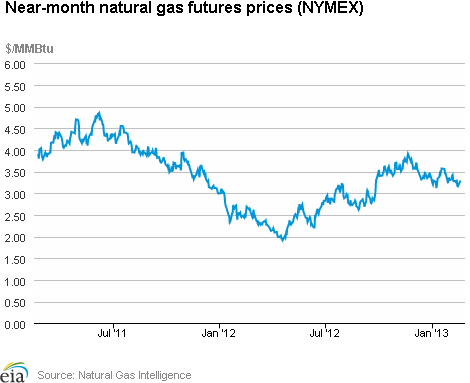 Near-month natural gas futures prices (NYMEX)
$/MMBtu
6.00
5.50
5.00
4.50
4.00
3.50
3.00
2.50
2.00
1.50
1.00
0.50
0.00
Jul '11
Jan '12
Jul '12
Jan '13
eia
Source: Natural Gas Intelligence